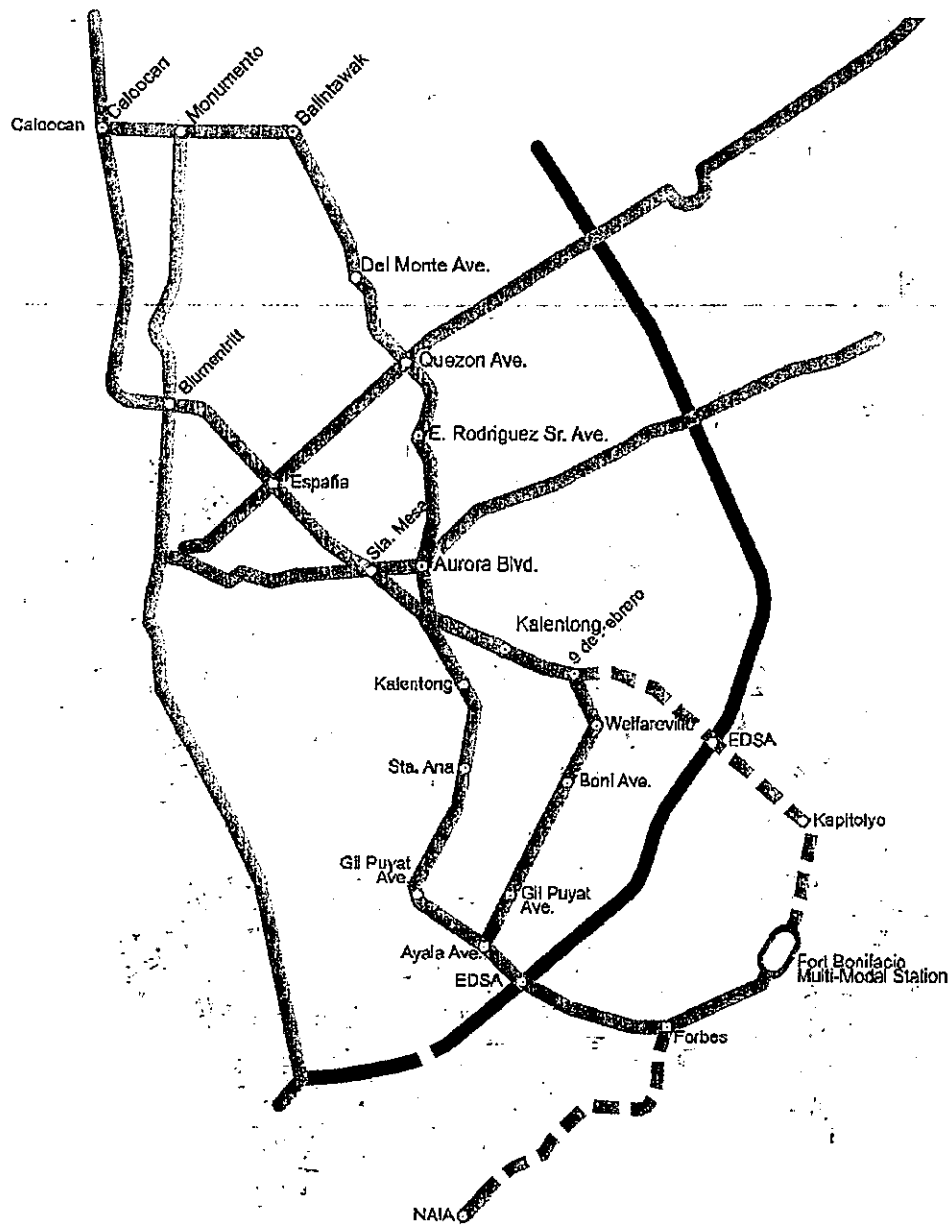 Caloocan
Caloocan
Monumento
Balintawak
Del Monte Ave.
Quezon Ave.
Blumentritt
E. Rodriguez Sr. Ave.
España
Sta. Mesa
Aurora Blvd.
Kalentong
9 de Febrero
Kalentong
Welfareville
EDSA
Sta. Ana
Boni Ave.
Kapitolyo
Gil Puyat
Ave.
Gil Puyat
Ave.
Ayala Ave.
EDSA
Fort Bonifacio
Multi-Modal Station
Forbes
NAIA